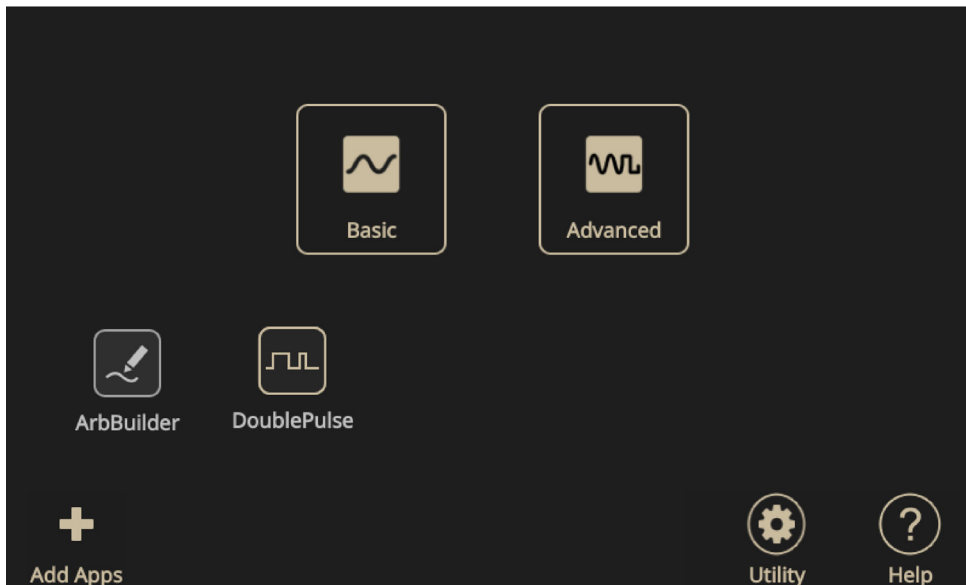 Basic
Advanced
ArbBuilder
DoublePulse
Add Apps
Utility
?
Help